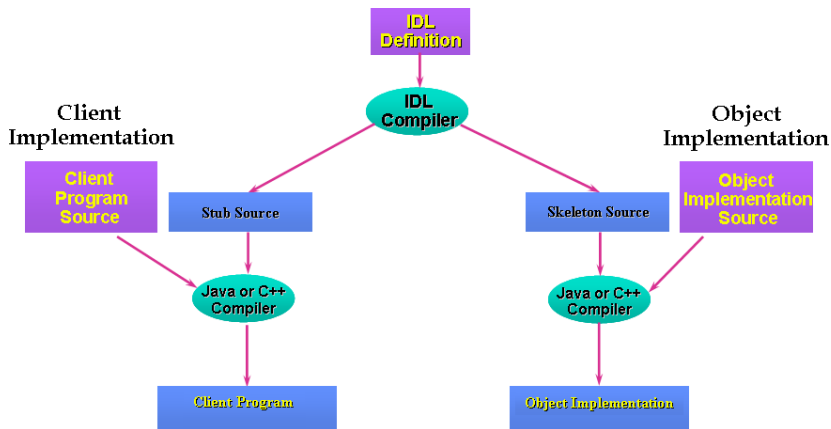 IDL
Definition
IDL
Compiler
Client
Implementation
Object
Implementation
Client
Program
Source
Stub Source
Skeleton Source
Object
Implementation
Source
Java or C++
Compiler
Java or C++
Compiler
Client Program
Object Implementation